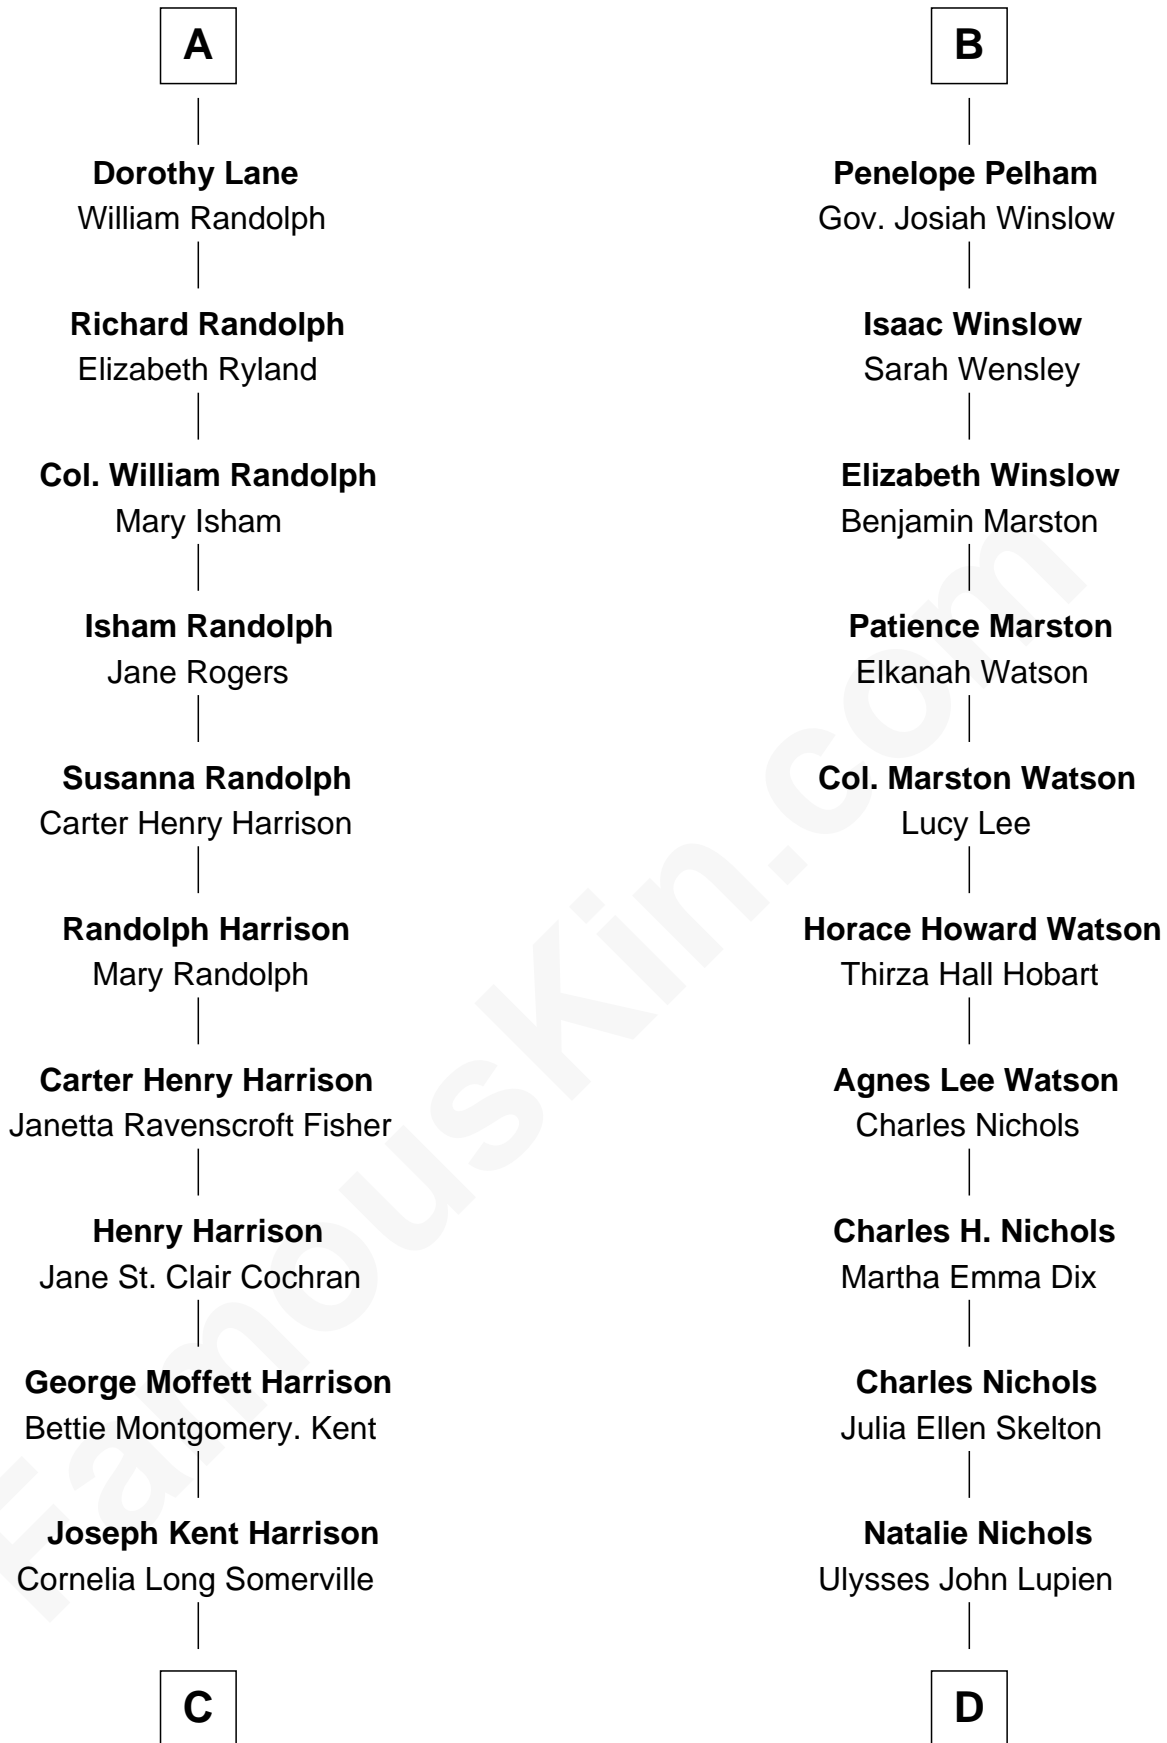 A
Dorothy Lane
William Randolph
Richard Randolph
Elizabeth Ryland
Col. William Randolph
Mary Isham
Isham Randolph
Jane Rogers
Susanna Randolph
Carter Henry Harrison
Randolph Harrison
Mary Randolph
Carter Henry Harrison
Janetta Ravenscroft Fisher
Henry Harrison
Jane St. Clair Cochran
George Moffett Harrison
Bettie Montgomery. Kent
Joseph Kent Harrison
Cornelia Long Somerville
C
B
Penelope Pelham
Gov. Josiah Winslow
Isaac Winslow
Sarah Wensley
Elizabeth Winslow
Benjamin Marston
Patience Marston
Elkanah Watson
Col. Marston Watson
Lucy Lee
Horace Howard Watson
Thirza Hall Hobart
Agnes Lee Watson
Charles Nichols
Charles H. Nichols
Martha Emma Dix
Charles Nichols
Julia Ellen Skelton
Natalie Nichols
Ulysses John Lupien
D
FamousKin.com